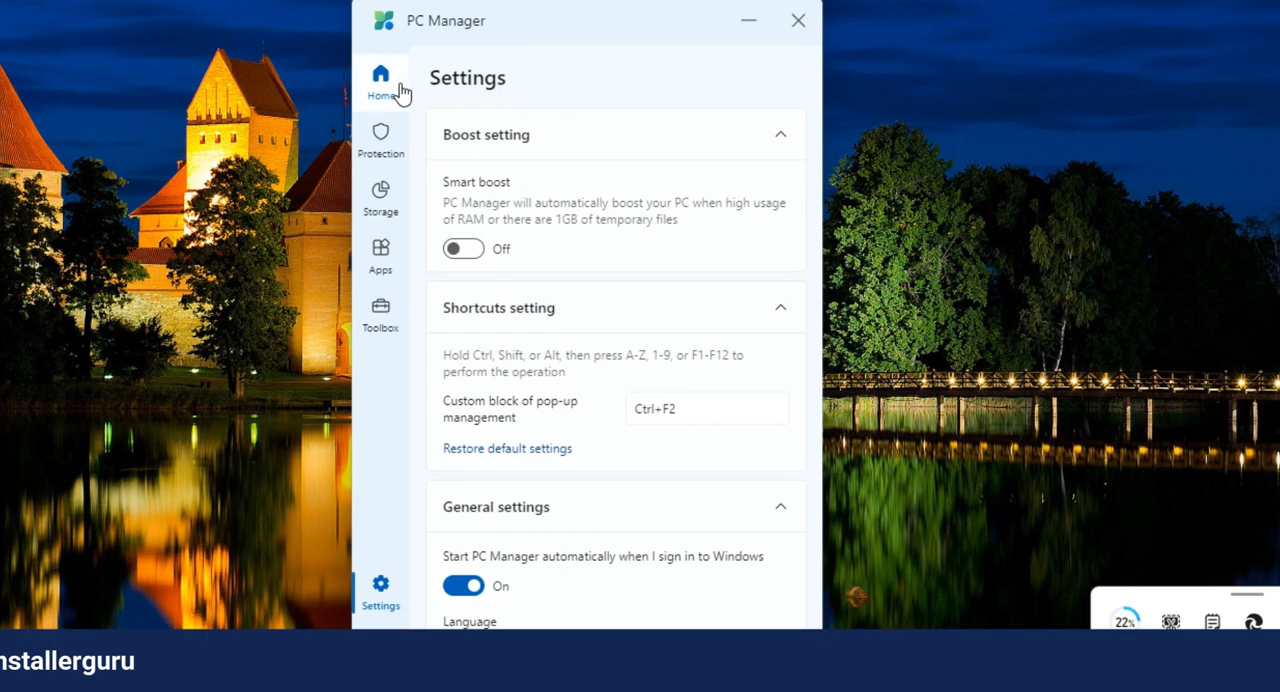 PC Manager
Settings
Home
Protection
Storage
Apps
Toolbox
Settings
Boost setting
Smart boost
PC Manager will automatically boost your PC when high usage
of RAM or there are 1GB of temporary files
Off
Shortcuts setting
Hold Ctrl, Shift, or Alt, then press A-Z, 1-9, or F1-F12 to
perform the operation
Custom block of pop-up
management
Ctrl+F2
Restore default settings
General settings
Start PC Manager automatically when I sign in to Windows
On
Language
22%
nstallerguru